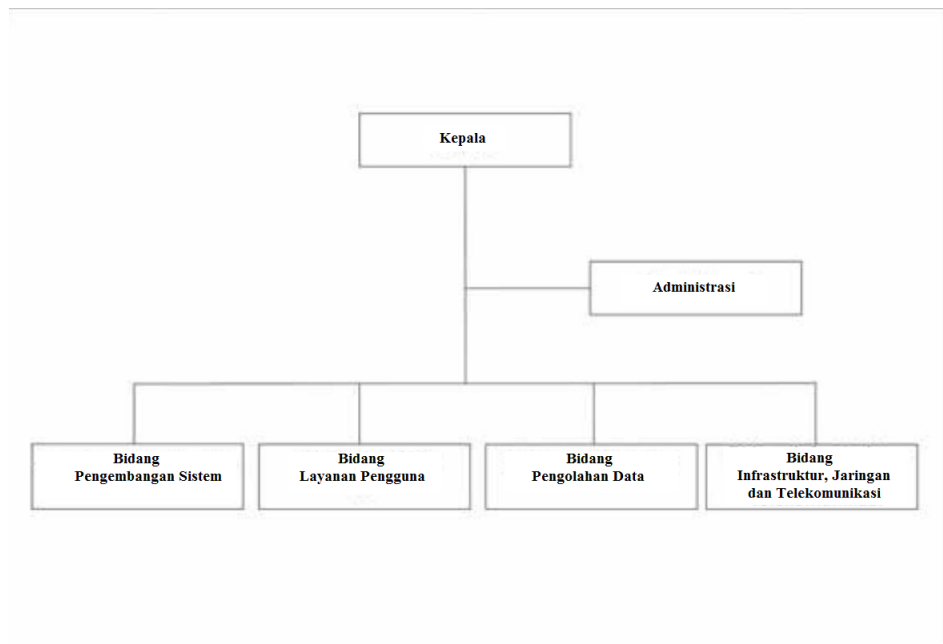 Kepala
Administrasi
Bidang
Pengembangan Sistem
Bidang
Layanan Pengguna
Bidang
Pengolahan Data
Bidang
Infrastruktur, Jaringan
dan Telekomunikasi